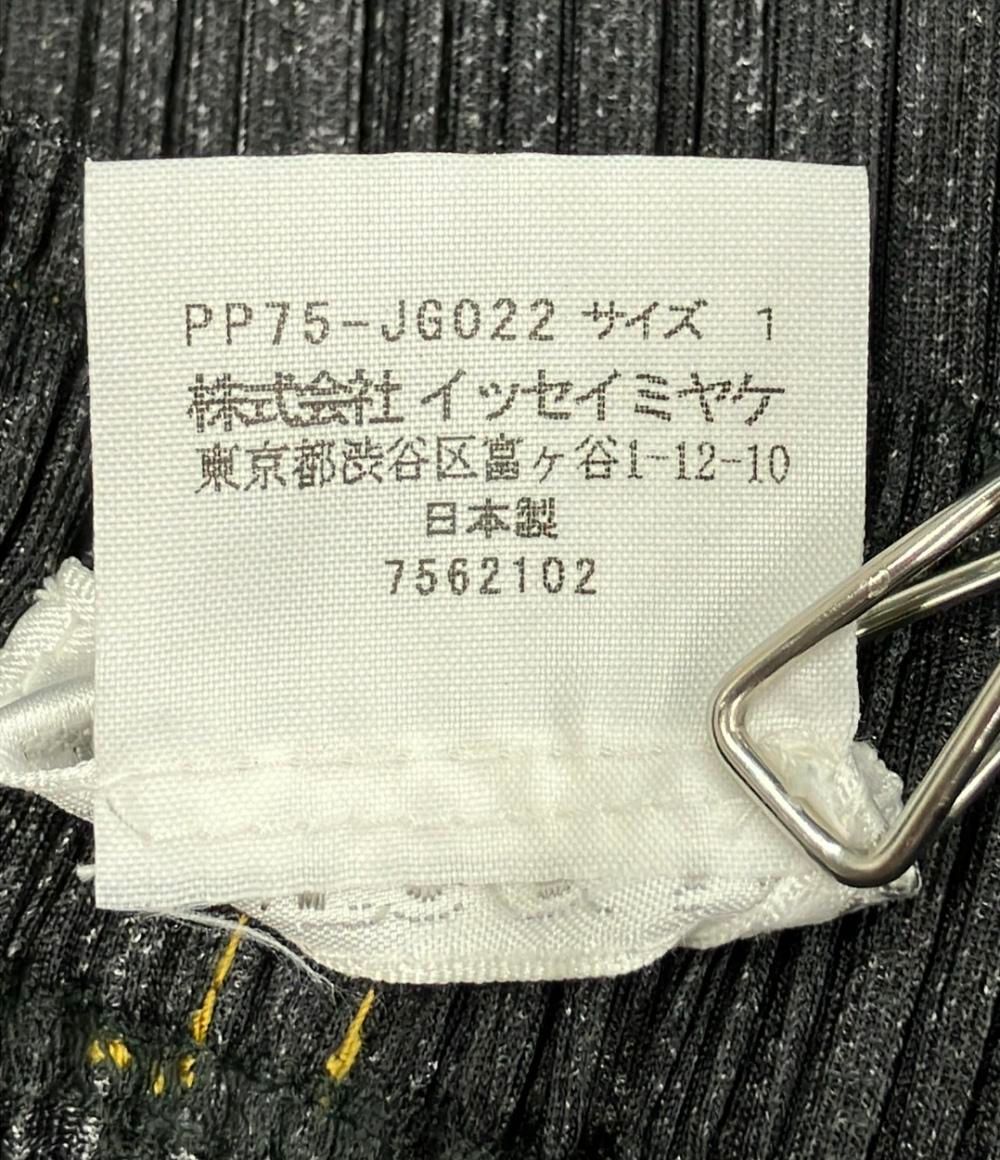 PP75-JG022 サイズ 1
株式会社 イッセイミヤケ
東京都渋谷区富ヶ谷1-12-10
日本製
7562102